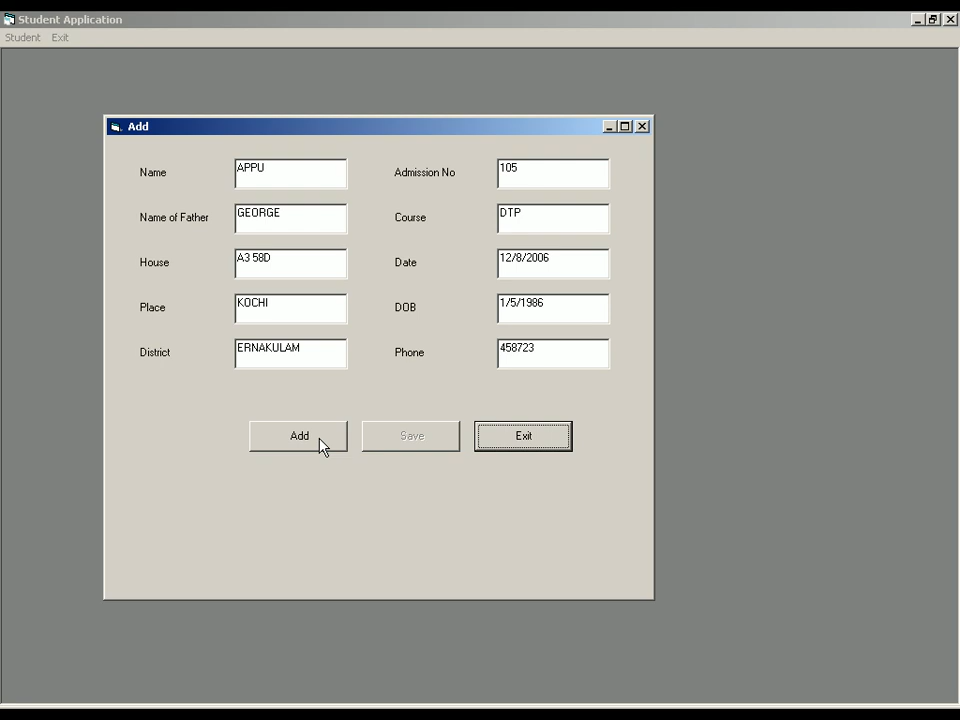 Student Application
Student Exit
Add
Name APPU Admission No 105
Name of Father GEORGE Course DTP
House A3 58D Date 12/8/2006
Place KOCHI DOB 1/5/1986
District ERNAKULAM Phone 458723
Add Save Exit